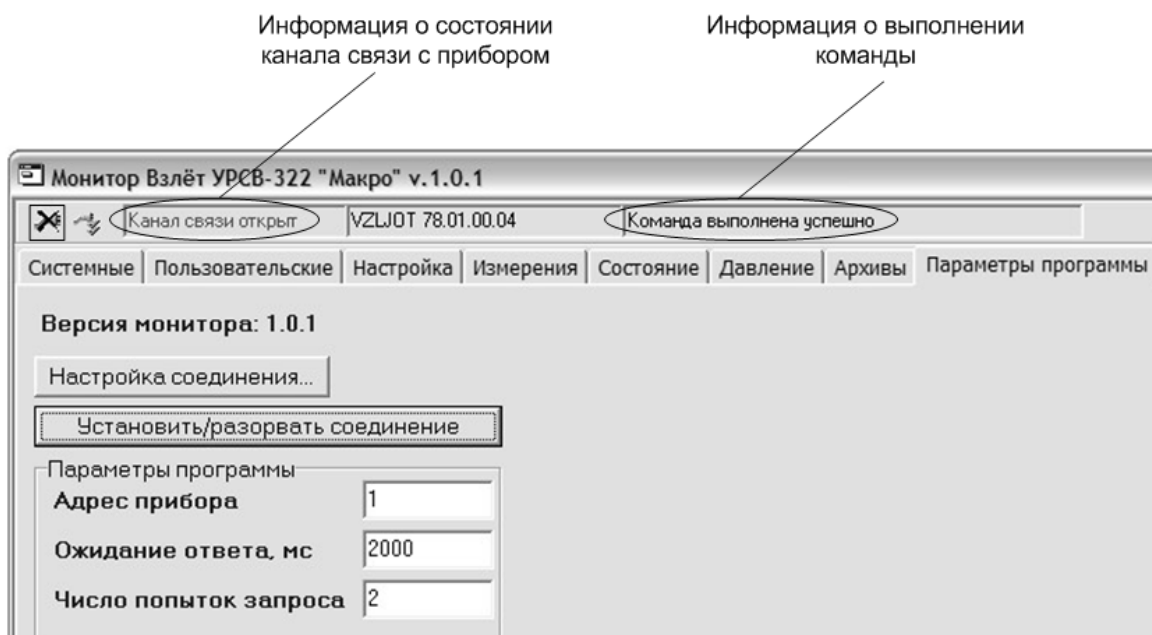 Информация о состоянии
канала связи с прибором
Информация о выполнении
команды
Монитор Взлёт УРСВ-322 "Макро" v.1.0.1
Канал связи открыт VZLJOT 78.01.00.04 Команда выполнена успешно
Системные Пользовательские Настройка Измерения Состояние Давление Архивы Параметры программы
Версия монитора: 1.0.1
Настройка соединения...
Установить/разорвать соединение
Параметры программы
Адрес прибора 1
Ожидание ответа, мс 2000
Число попыток запроса 2